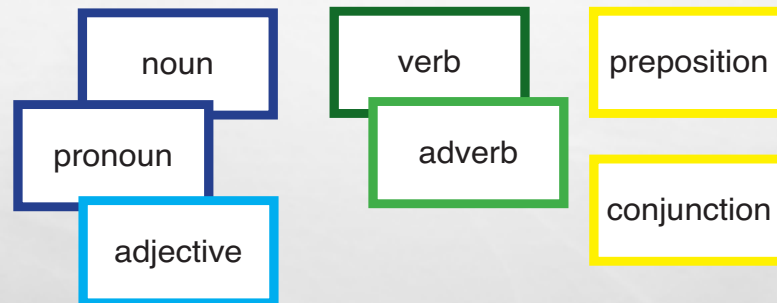 noun
pronoun
adjective
verb
adverb
preposition
conjunction